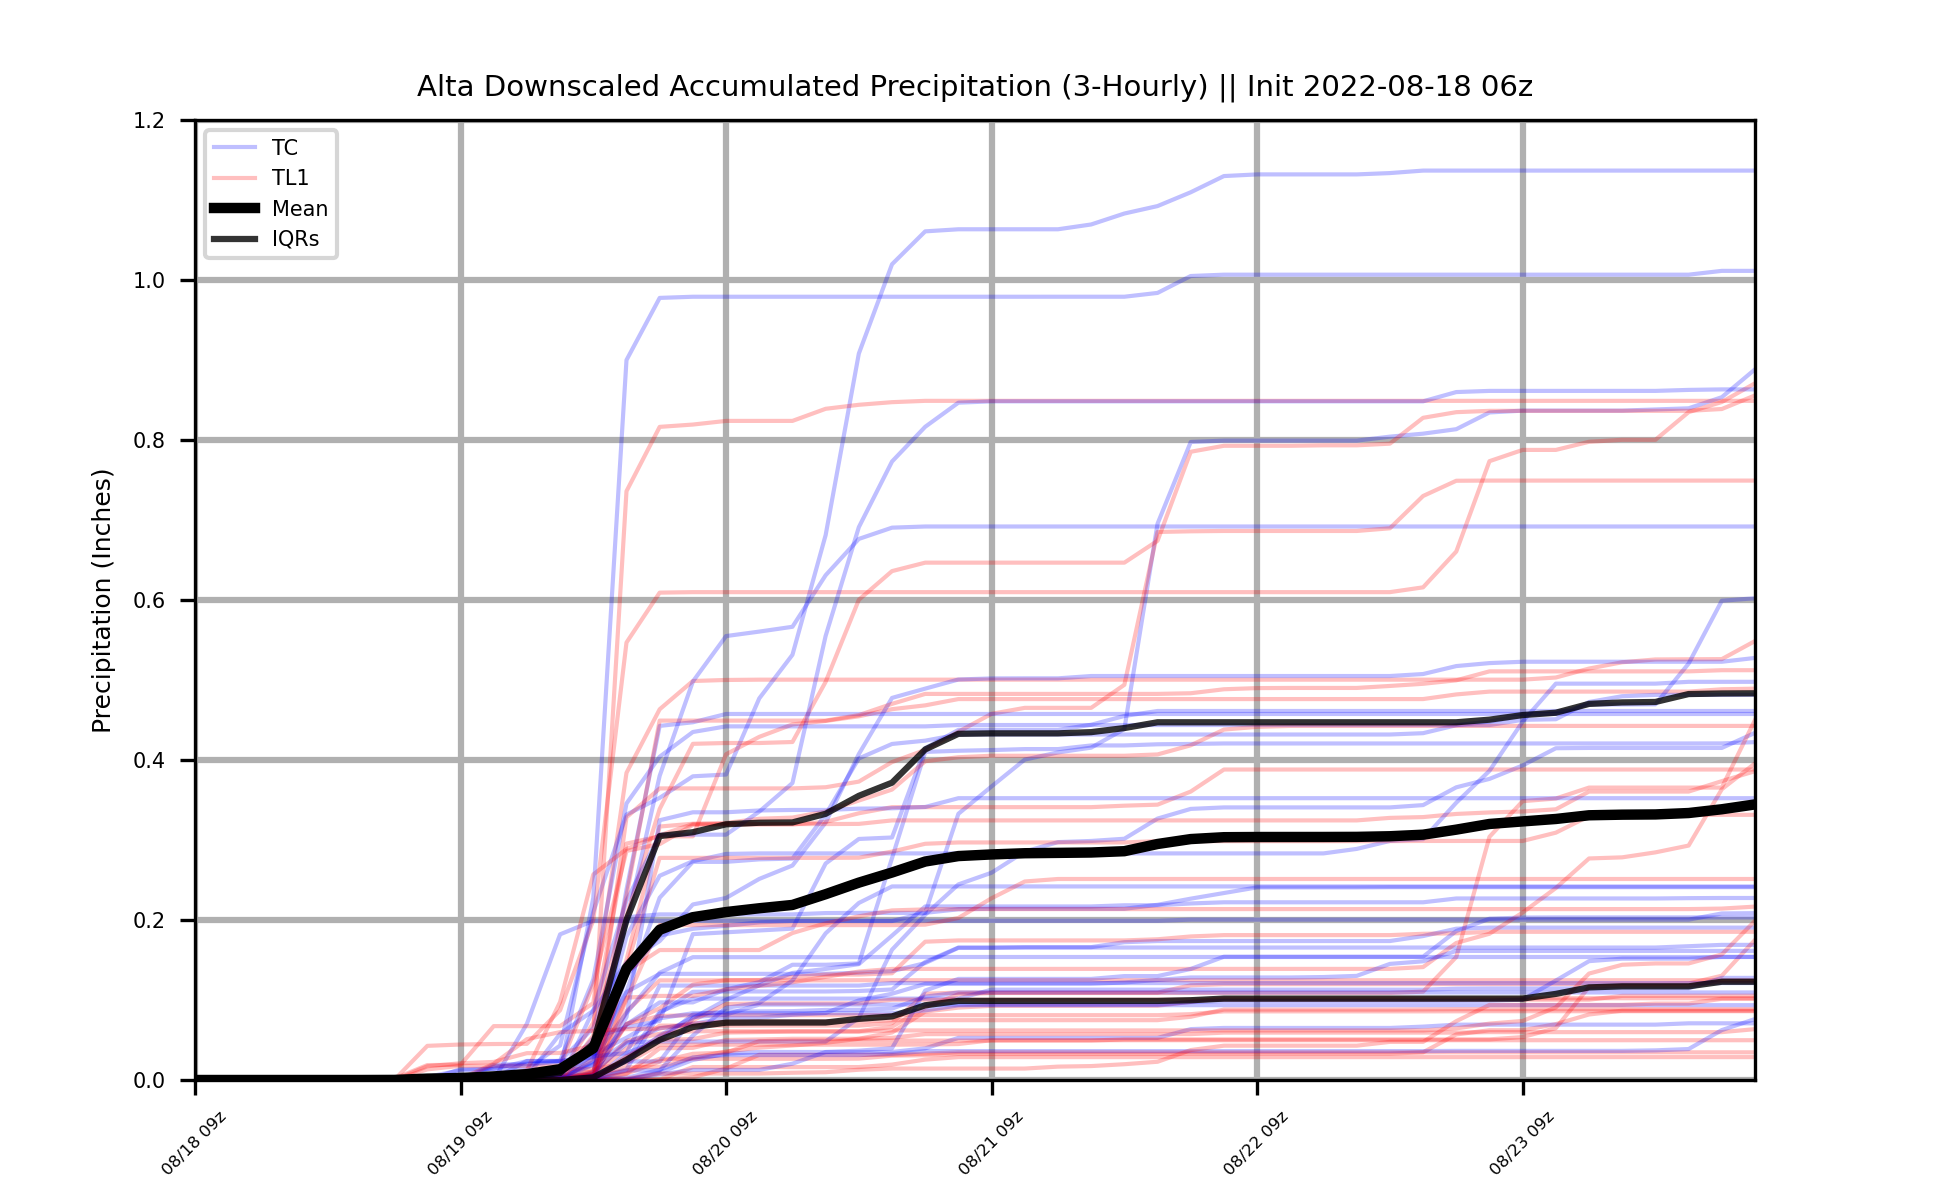 Alta Downscaled Accumulated Precipitation (3-Hourly) || Init 2022-08-18 06z
TC
TL1
Mean
IQRs
Precipitation (Inches)
1.2
1.0
0.8
0.6
0.4
0.2
0.0
08/18 09z
08/19 09z
08/20 09z
08/21 09z
08/22 09z
08/23 09z